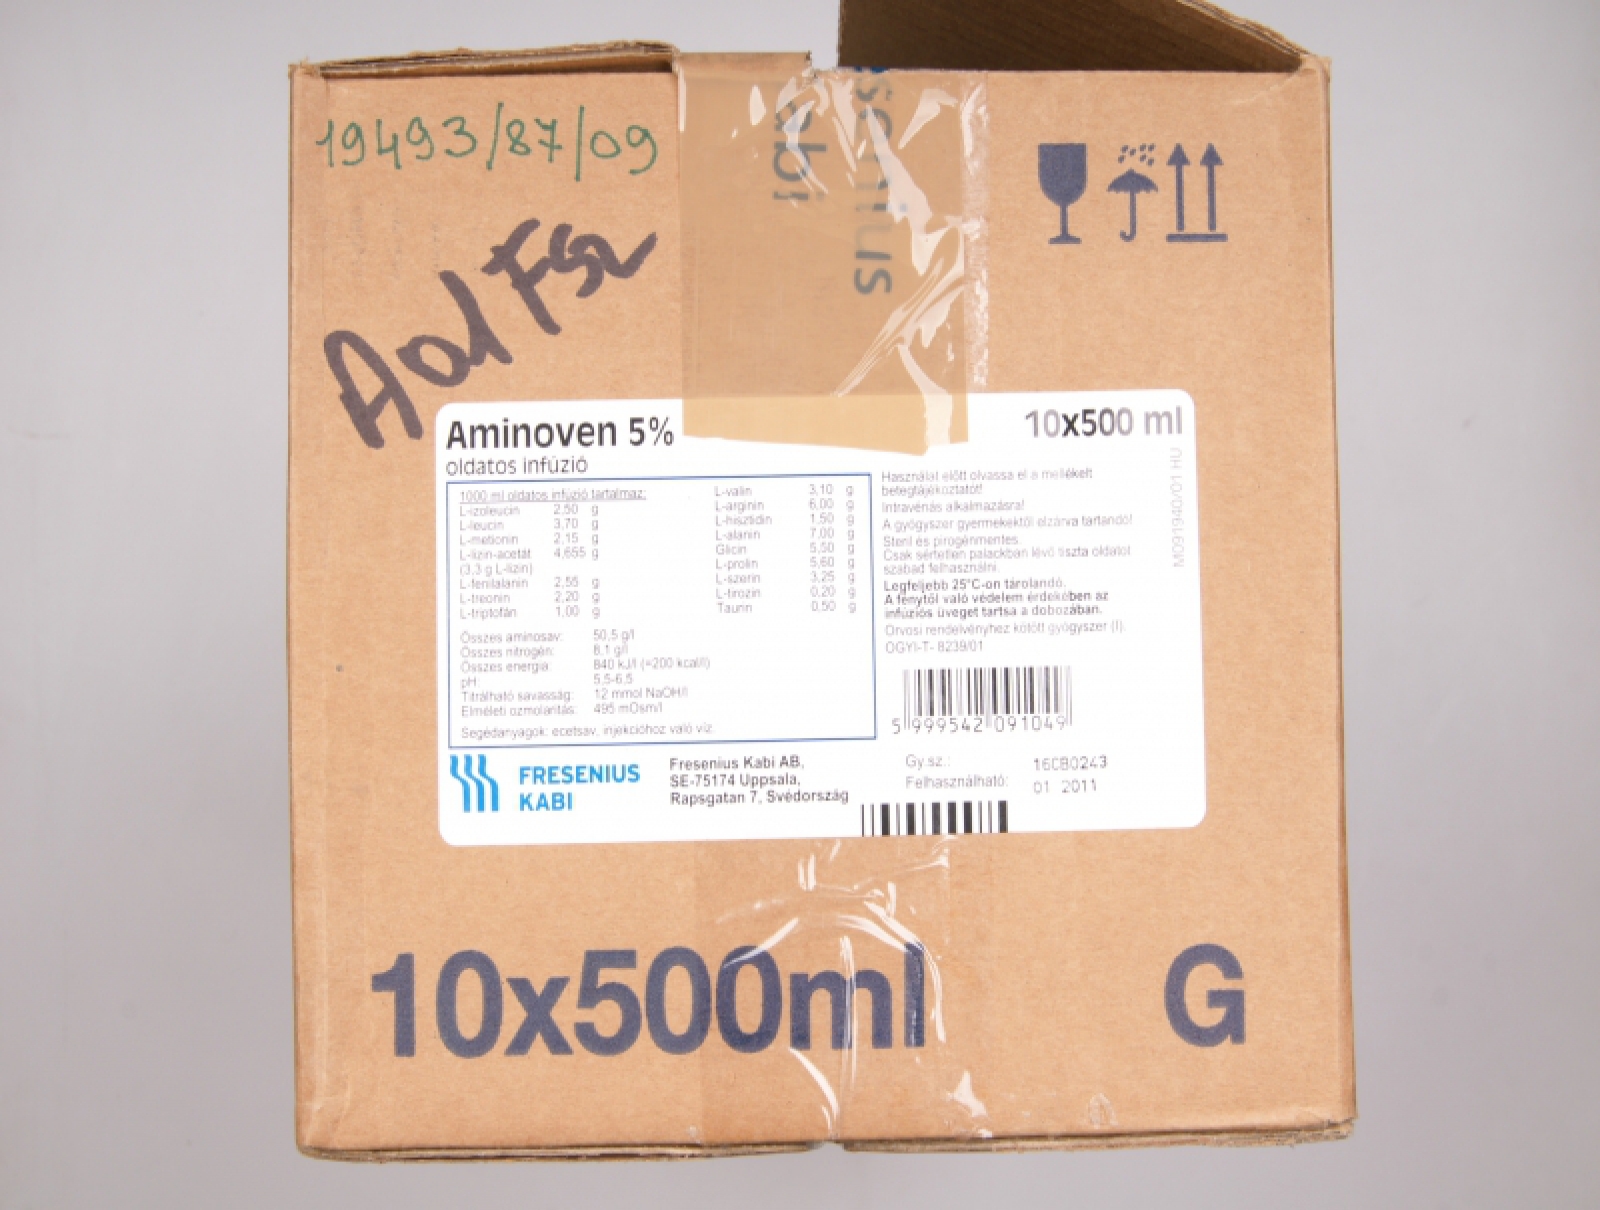 19493/87/09
Fresenius
Kabi
Aminoven 5%
10x500 ml
oldatos infúzió
1000 ml oldatos infúzió tartalmaz:
L-izoleucin 2,50 g
L-leucin 3,70 g
L-metionin 2,15 g
L-lizin-acetát 4,655 g
(3,3 g L-lizin)
L-fenilalanin 2,55 g
L-treonin 2,20 g
L-triptofán 1,00 g
L-valin 3,10 g
L-arginin 6,00 g
L-hisztidin 1,50 g
L-alanin 7,00 g
Glicin 5,50 g
L-prolin 5,60 g
L-szerin 3,25 g
L-tirozin 0,20 g
Taurin 0,50 g
Összes aminosav: 50,5 g/l
Összes nitrogén: 8,1 g/l
Összes energia: 840 kJ/l (=200 kcal/l)
pH: 5,5-6,5
Titrálható savasság: 12 mmol NaOH/l
Elméleti ozmolaritás: 495 mOsm/l
Segédanyagok: ecetsav, injekcióhoz való víz.
Használat előtt olvassa el a mellékelt
betegtájékoztatót!
Intravénás alkalmazásra!
A gyógyszer gyermekektől elzárva tartandó!
Steril és pirogénmentes.
Csak sértetlen palackban lévő tiszta oldatot
szabad felhasználni.
Legfeljebb 25°C-on tárolandó.
A fénytől való védelem érdekében az
infúziós üveget tartsa a dobozában.
Orvosi rendelvényhez kötött gyógyszer (I).
OGYI-T- 8239/01
M091940/01 HU
5 999542 091049
FRESENIUS
KABI
Fresenius Kabi AB,
SE-75174 Uppsala,
Rapsgatan 7, Svédország
Gy.sz.: 16CB0243
Felhasználható: 01 2011
10x500ml
G